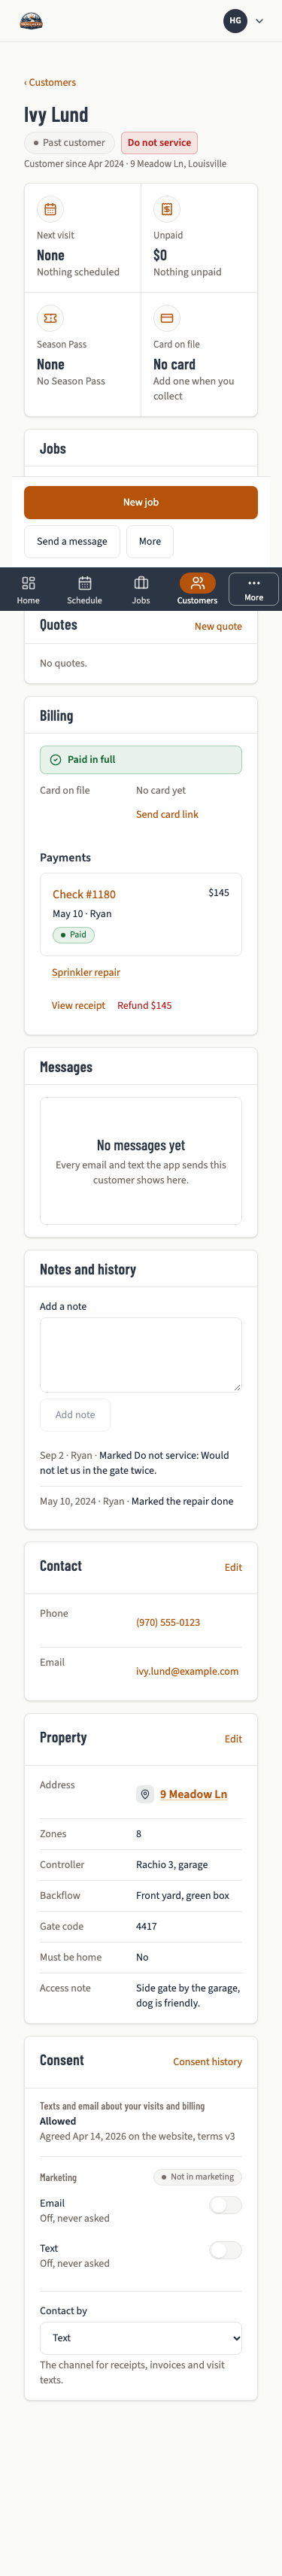 HG
‹ Customers
Ivy Lund
Past customer
Do not service
Customer since Apr 2024 · 9 Meadow Ln, Louisville
Next visit
None
Nothing scheduled
Unpaid
$0
Nothing unpaid
Season Pass
None
No Season Pass
Card on file
No card
Add one when you
collect
Jobs
New job
Send a message
More
Home
Schedule
Jobs
Customers
More
Quotes
New quote
No quotes.
Billing
Paid in full
Card on file
No card yet
Send card link
Payments
Check #1180
$145
May 10 · Ryan
Paid
Sprinkler repair
View receipt
Refund $145
Messages
No messages yet
Every email and text the app sends this
customer shows here.
Notes and history
Add a note
Add note
Sep 2 · Ryan · Marked Do not service: Would
not let us in the gate twice.
May 10, 2024 · Ryan · Marked the repair done
Contact
Edit
Phone
(970) 555-0123
Email
ivy.lund@example.com
Property
Edit
Address
9 Meadow Ln
Zones
8
Controller
Rachio 3, garage
Backflow
Front yard, green box
Gate code
4417
Must be home
No
Access note
Side gate by the garage,
dog is friendly.
Consent
Consent history
Texts and email about your visits and billing
Allowed
Agreed Apr 14, 2026 on the website, terms v3
Marketing
Not in marketing
Email
Off, never asked
Text
Off, never asked
Contact by
Text
The channel for receipts, invoices and visit
texts.